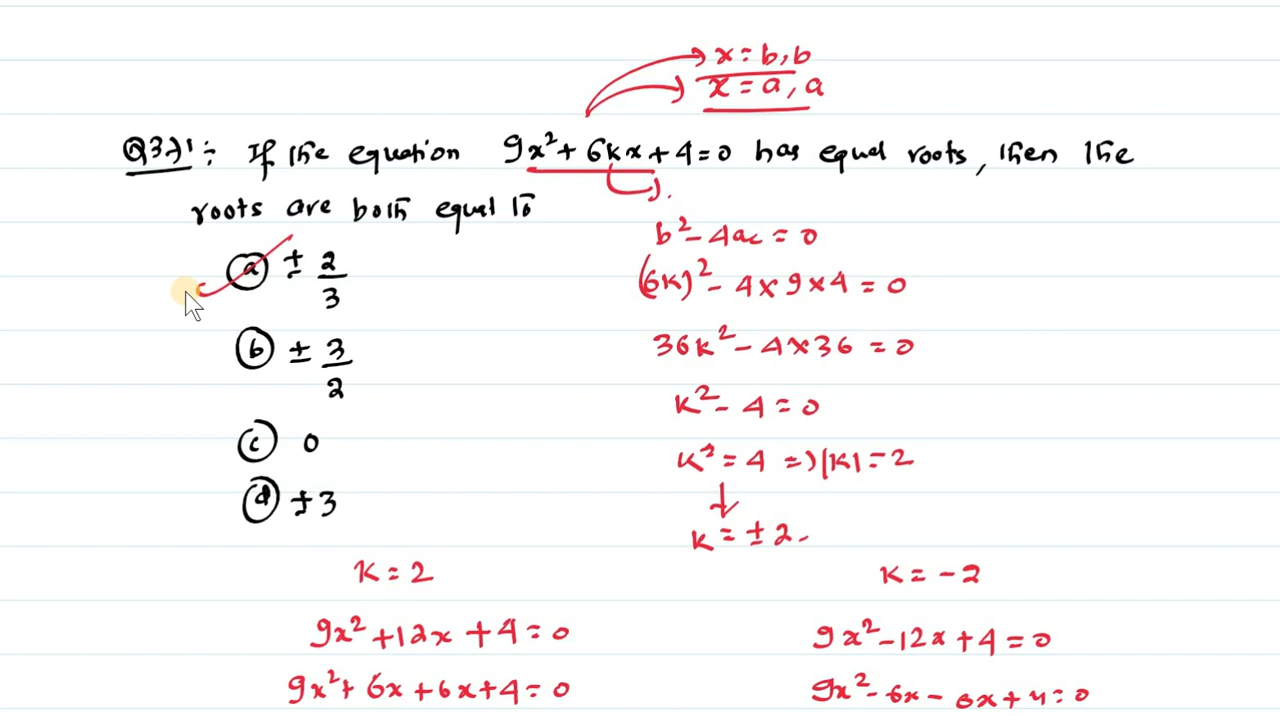 x = b, b
x = a, a
Q371:- If the equation 9x² + 6kx + 4 = 0 has equal roots, then the
roots are both equal to
b² - 4ac = 0
ⓐ ± 2/3
(6k)² - 4 × 9 × 4 = 0
ⓑ ± 3/2
36k² - 4×36 = 0
k² - 4 = 0
ⓒ 0
k² = 4 => |k| = 2
ⓓ ± 3
k = ± 2
k = 2
k = - 2
9x² + 12x + 4 = 0
9x² - 12x + 4 = 0
9x² + 6x + 6x + 4 = 0
9x² - 6x - 6x + 4 = 0